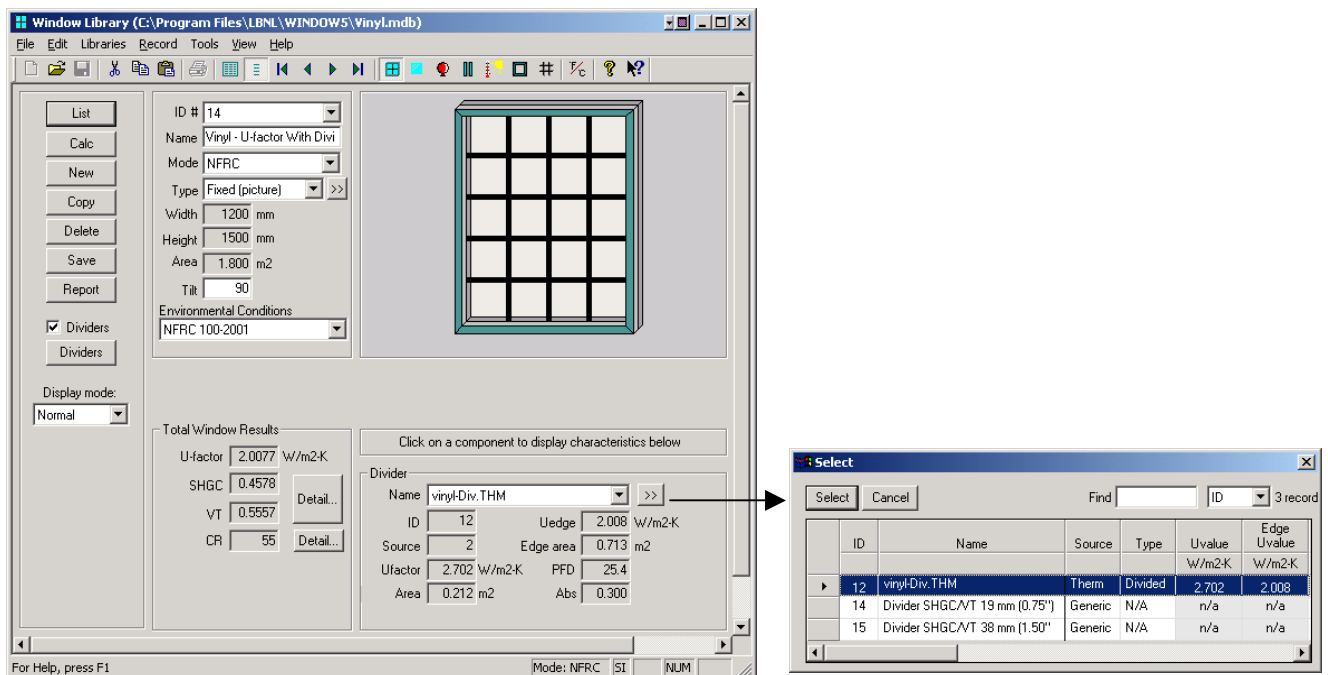 Window Library (C:\Program Files\LBNL\WINDOW5\Vinyl.mdb)
File Edit Libraries Record Tools View Help
List
Calc
New
Copy
Delete
Save
Report
Dividers
Dividers
Display mode:
Normal
ID # 14
Name Vinyl - U-factor With Divi
Mode NFRC
Type Fixed (picture) >>
Width 1200 mm
Height 1500 mm
Area 1.800 m2
Tilt 90
Environmental Conditions
NFRC 100-2001
Total Window Results
U-factor 2.0077 W/m2-K
SHGC 0.4578
Detail...
VT 0.5557
CR 55 Detail...
Click on a component to display characteristics below
Divider
Name vinyl-Div.THM >>
ID 12 Uedge 2.008 W/m2-K
Source 2 Edge area 0.713 m2
Ufactor 2.702 W/m2-K PFD 25.4
Area 0.212 m2 Abs 0.300
For Help, press F1 Mode: NFRC SI NUM
Select
Select Cancel Find ID 3 record
ID Name Source Type Uvalue Edge Uvalue
W/m2-K W/m2-K
12 vinyl-Div.THM Therm Divided 2.702 2.008
14 Divider SHGC/VT 19 mm (0.75") Generic N/A n/a n/a
15 Divider SHGC/VT 38 mm (1.50" Generic N/A n/a n/a